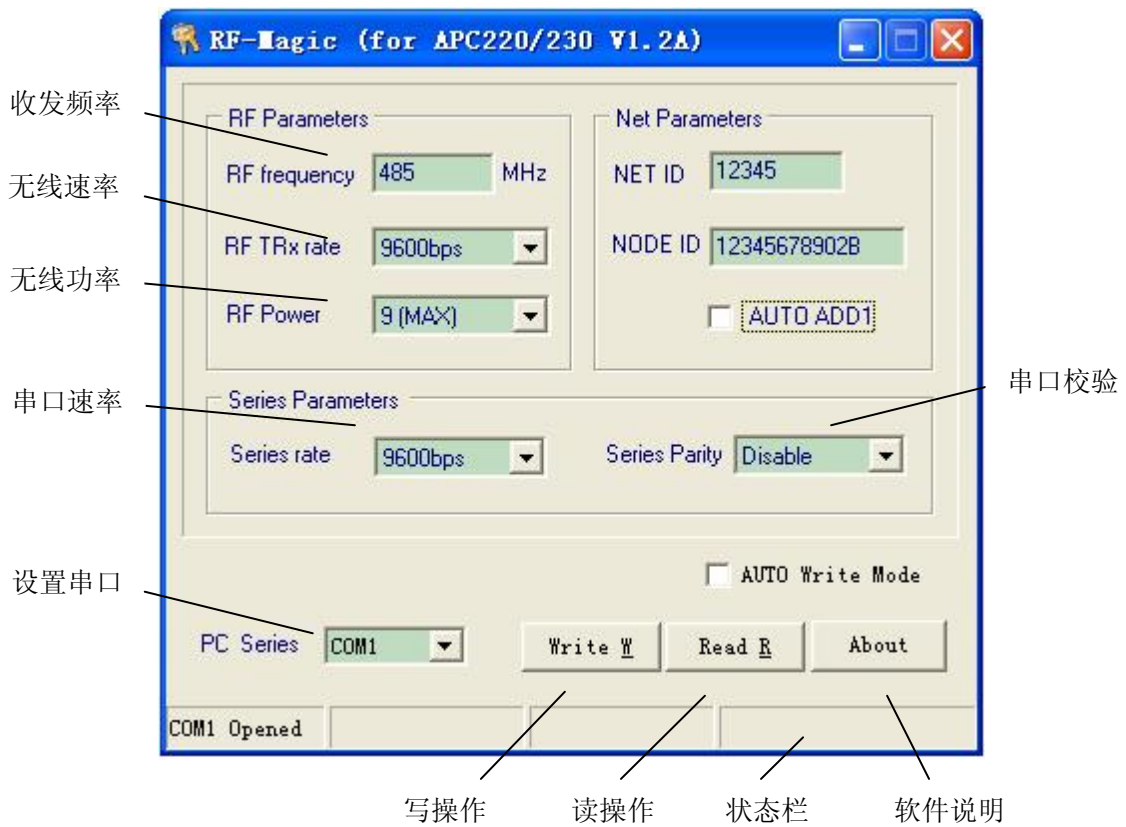 RF-Magic (for APC220/230 V1.2A)
收发频率
RF Parameters
Net Parameters
RF frequency 485 MHz
NET ID 12345
无线速率
RF TRx rate 9600bps
NODE ID 12345678902B
无线功率
RF Power 9 (MAX)
AUTO ADD1
串口校验
串口速率
Series Parameters
Series rate 9600bps
Series Parity Disable
设置串口
AUTO Write Mode
PC Series COM1
Write W
Read R
About
COM1 Opened
写操作
读操作
状态栏
软件说明